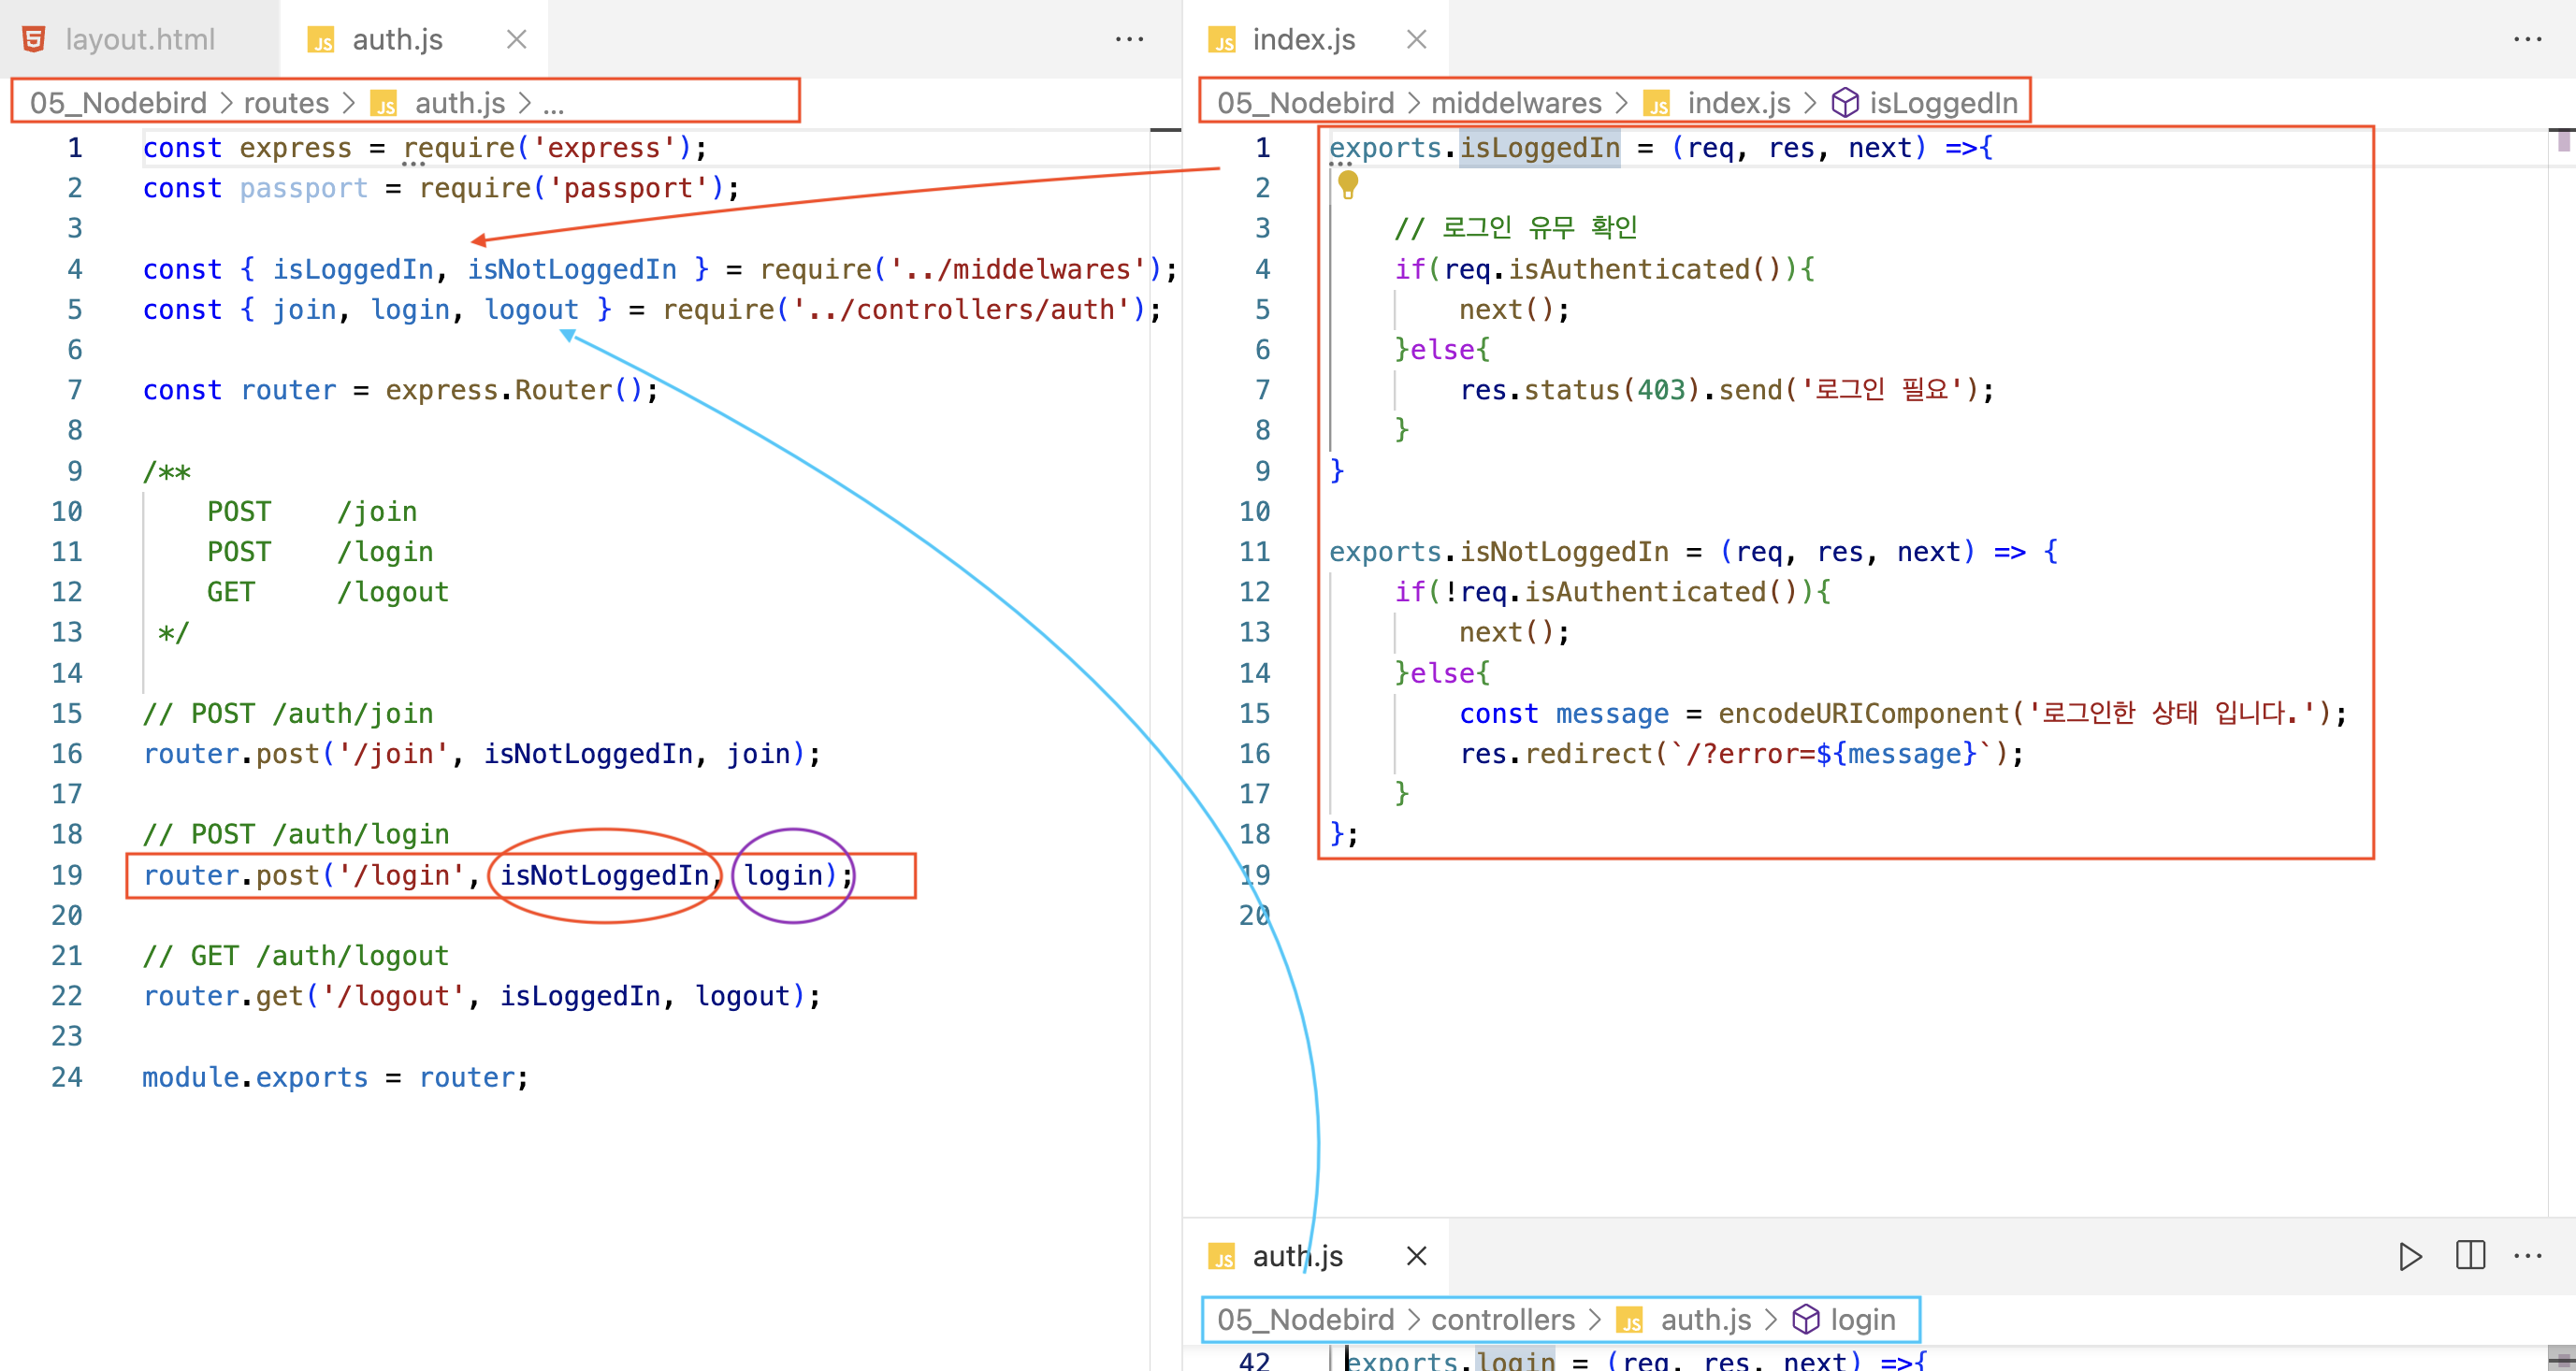 layout.html
auth.js
05_Nodebird > routes > JS auth.js > ...
1 const express = require('express');
2 const passport = require('passport');
3
4 const { isLoggedIn, isNotLoggedIn } = require('../middelwares');
5 const { join, login, logout } = require('../controllers/auth');
6
7 const router = express.Router();
8
9 /**
10     POST    /join
11     POST    /login
12     GET     /logout
13  */
14
15 // POST /auth/join
16 router.post('/join', isNotLoggedIn, join);
17
18 // POST /auth/login
19 router.post('/login', isNotLoggedIn, login);
20
21 // GET /auth/logout
22 router.get('/logout', isLoggedIn, logout);
23
24 module.exports = router;
JS index.js
05_Nodebird > middelwares > JS index.js > isLoggedIn
1 exports.isLoggedIn = (req, res, next) =>{
2
3     // 로그인 유무 확인
4     if(req.isAuthenticated()){
5         next();
6     }else{
7         res.status(403).send('로그인 필요');
8     }
9 }
10
11 exports.isNotLoggedIn = (req, res, next) => {
12     if(!req.isAuthenticated()){
13         next();
14     }else{
15         const message = encodeURIComponent('로그인한 상태 입니다.');
16         res.redirect(`/?error=${message}`);
17     }
18 };
19
20
JS auth.js
05_Nodebird > controllers > JS auth.js > login
42 exports.login = (req, res, next) =>{